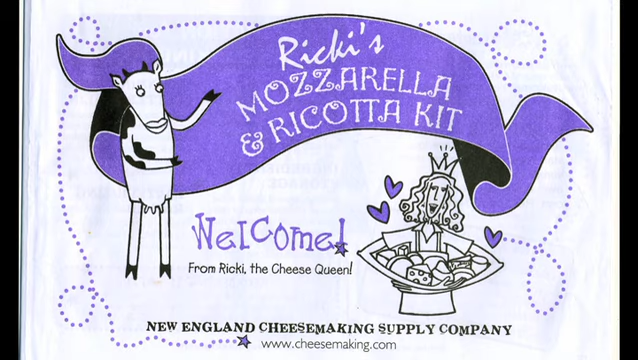 Ricki's
MOZZARELLA
& RICOTTA KIT
Welcome!
From Ricki, the Cheese Queen!
NEW ENGLAND CHEESEMAKING SUPPLY COMPANY
www.cheesemaking.com